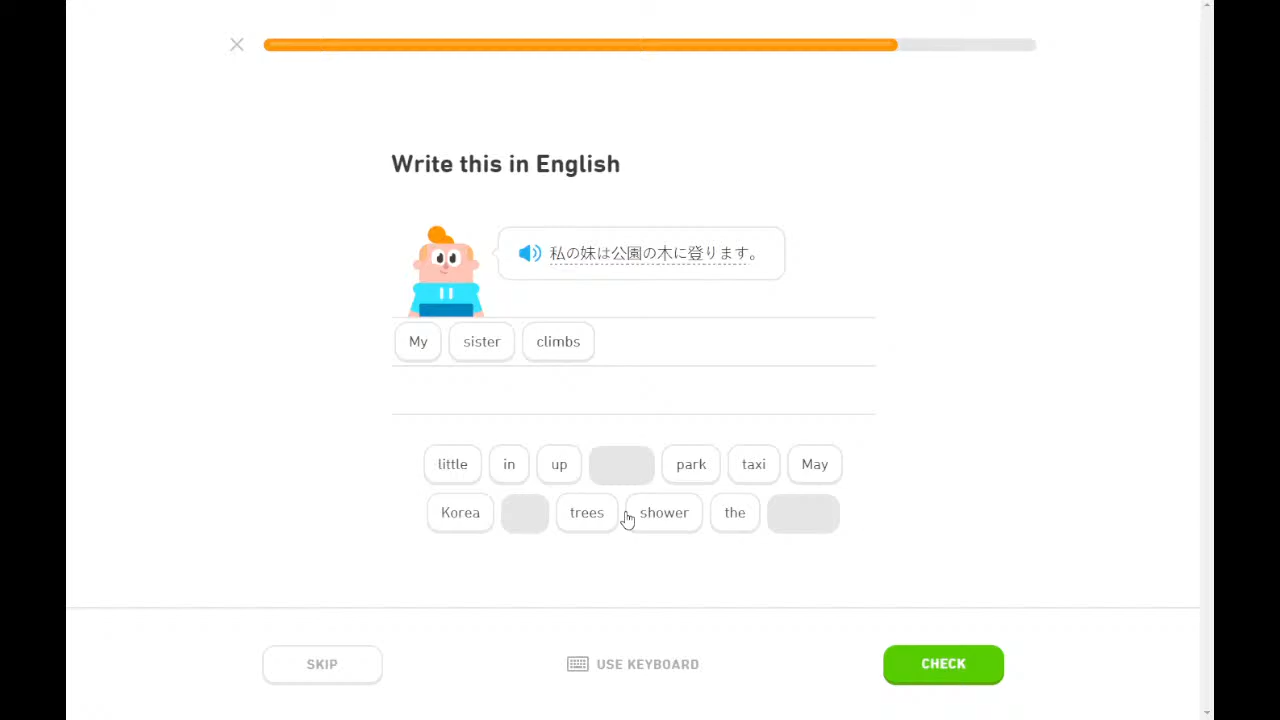 Write this in English
私の妹は公園の木に登ります。
My sister climbs
little in up park taxi May
Korea trees shower the
SKIP USE KEYBOARD CHECK